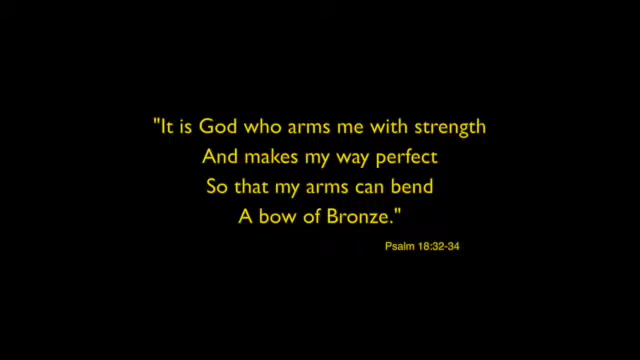 "It is God who arms me with strength
And makes my way perfect
So that my arms can bend
A bow of Bronze."
Psalm 18:32-34